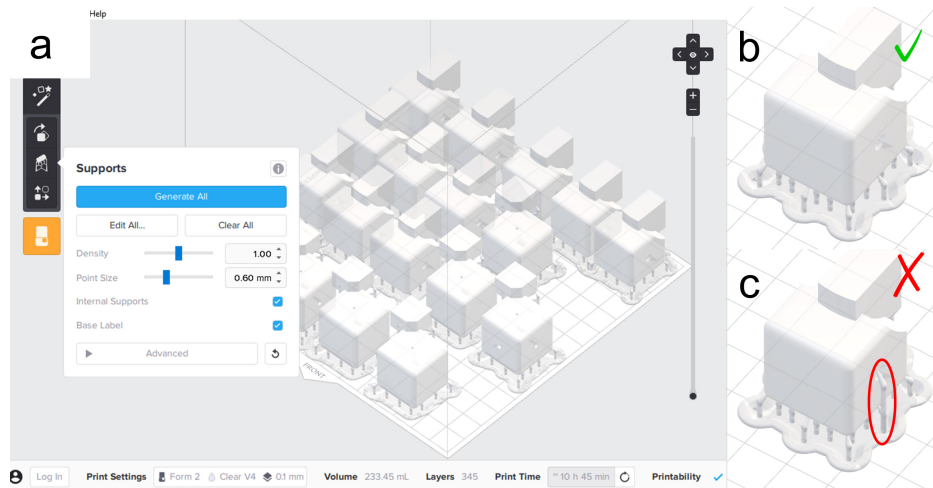 Help
a
b
c
Supports
Generate All
Edit All...
Clear All
Density
1.00
Point Size
0.60 mm
Internal Supports
Base Label
Advanced
FRONT
Log In
Print Settings
Form 2
Clear V4
0.1 mm
Volume 233.45 mL
Layers 345
Print Time
~ 10 h 45 min
Printability